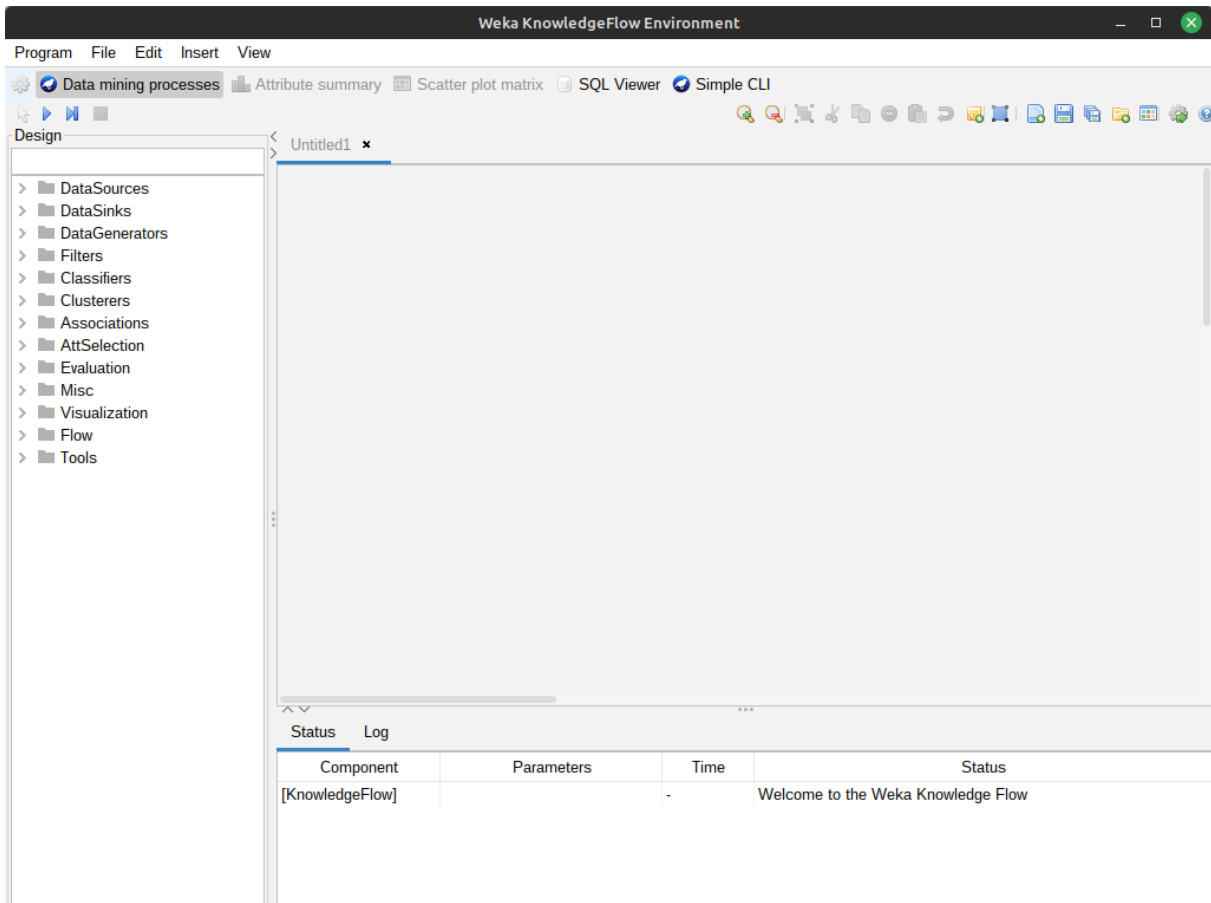 Weka KnowledgeFlow Environment
Program File Edit Insert View
Data mining processes Attribute summary Scatter plot matrix SQL Viewer Simple CLI
Design
Untitled1
DataSources
DataSinks
DataGenerators
Filters
Classifiers
Clusterers
Associations
AttSelection
Evaluation
Misc
Visualization
Flow
Tools
Status Log
Component Parameters Time Status
[KnowledgeFlow] - Welcome to the Weka Knowledge Flow